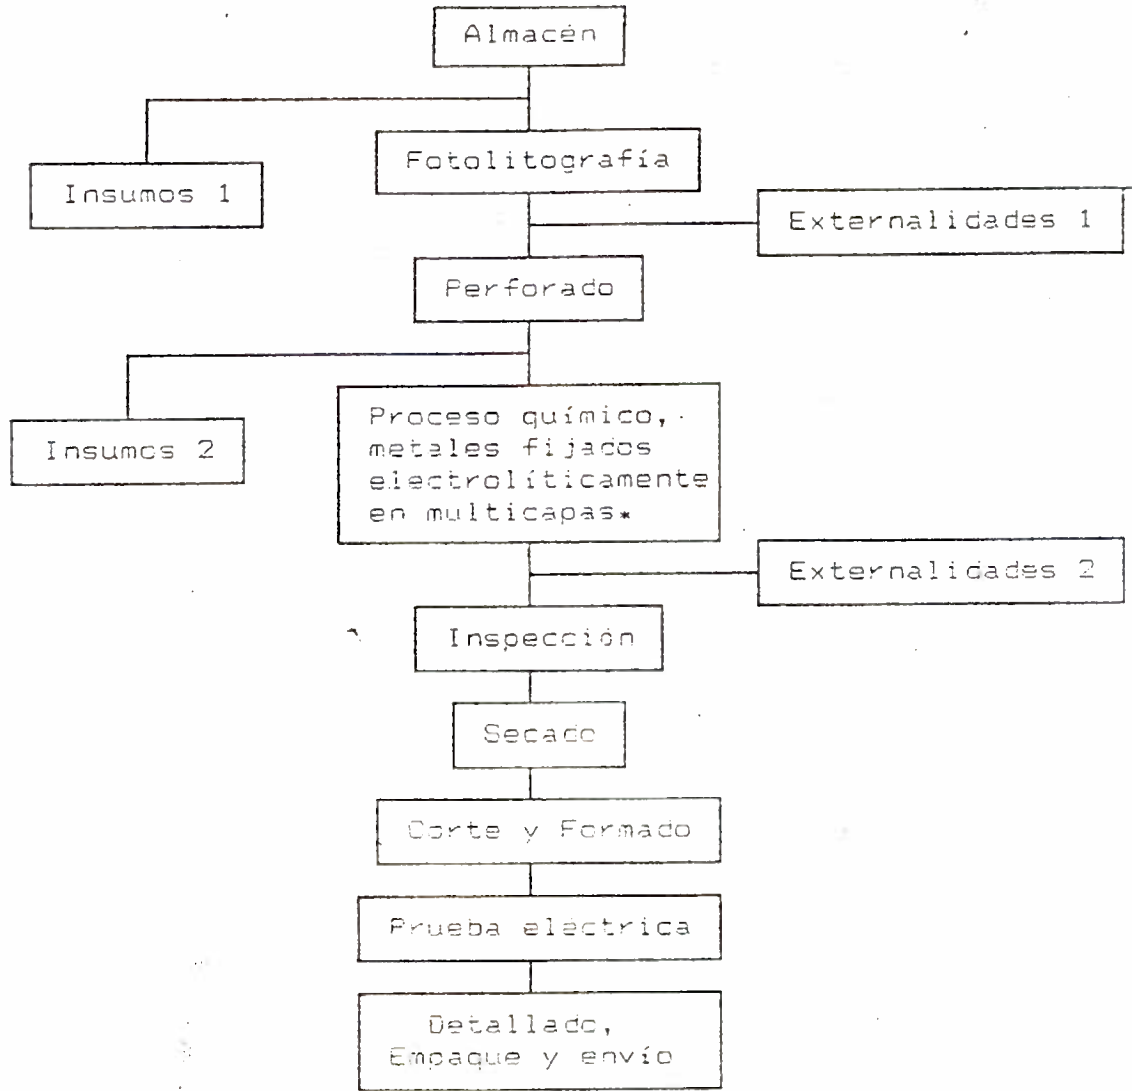 Almacén
Fotolitografía
Insumos 1
Externalidades 1
Perforado
Proceso químico,
metales fijados
electrolíticamente
en multicapas*
Insumos 2
Externalidades 2
Inspección
Secado
Corte y Formado
Prueba eléctrica
Detallado,
Empaque y envío